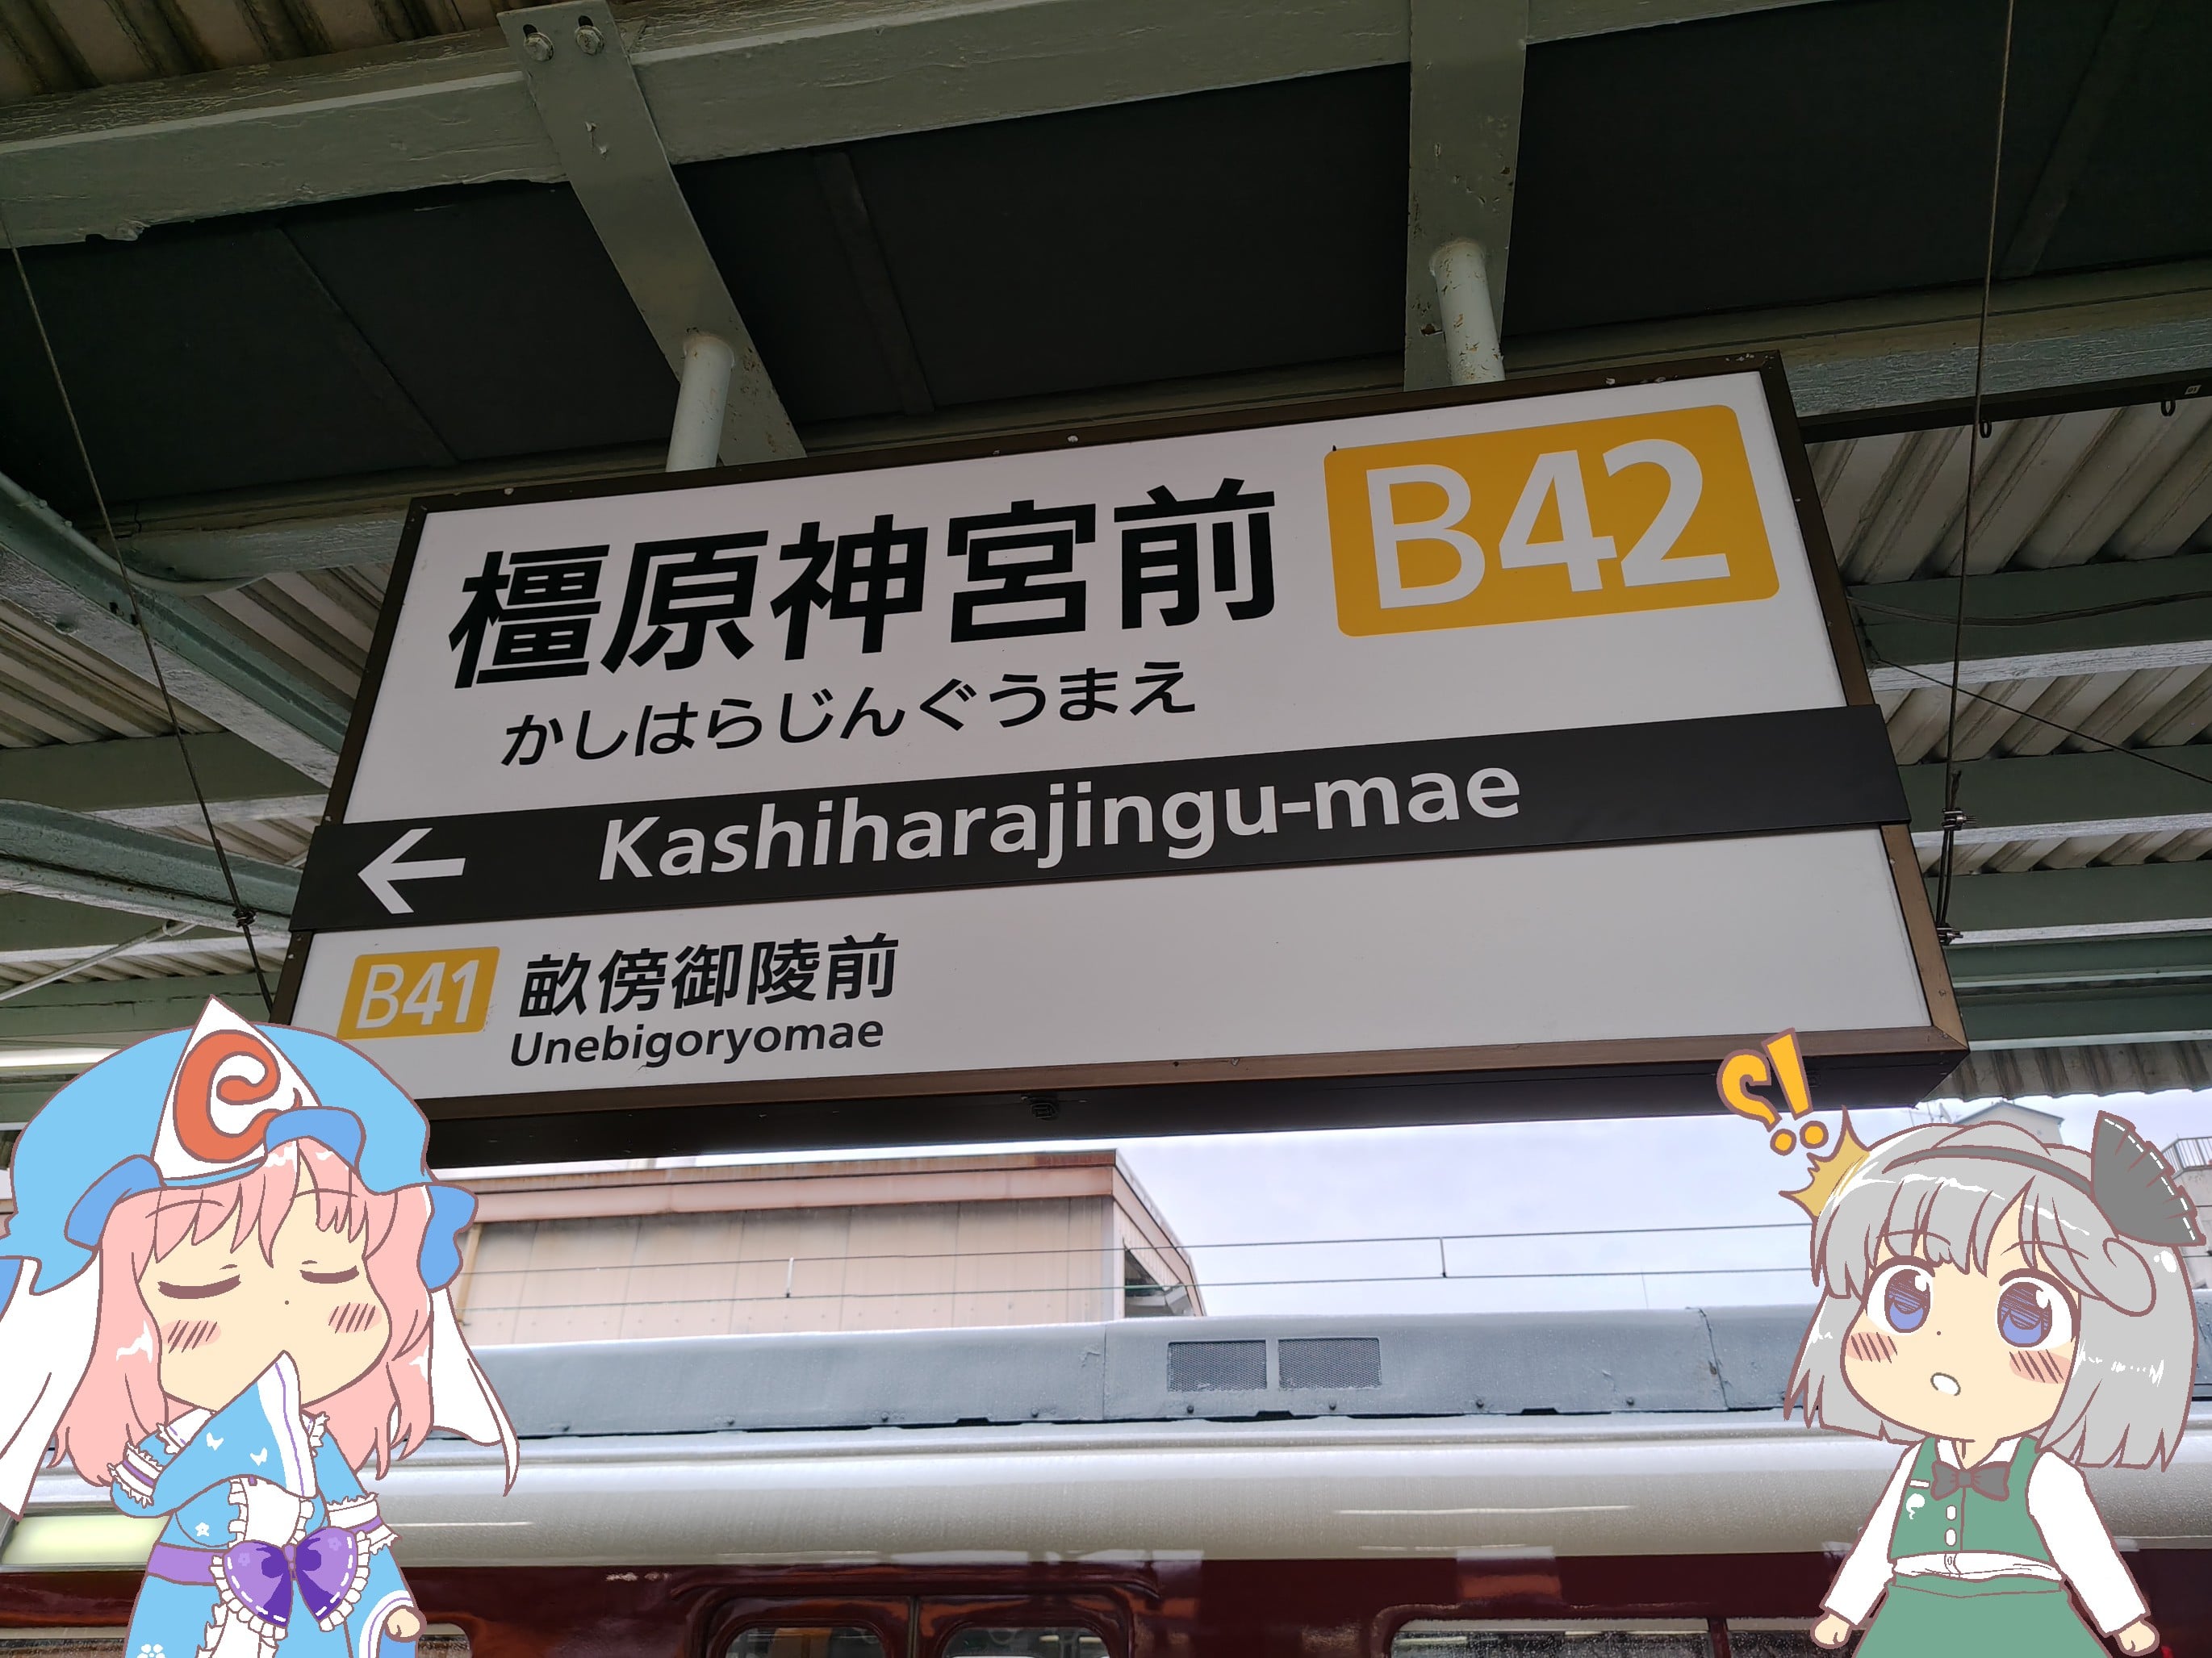 橿原神宮前 B42
かしはらじんぐうまえ
← Kashiharajingu-mae
B41 畝傍御陵前
Unebigoryomae
!?